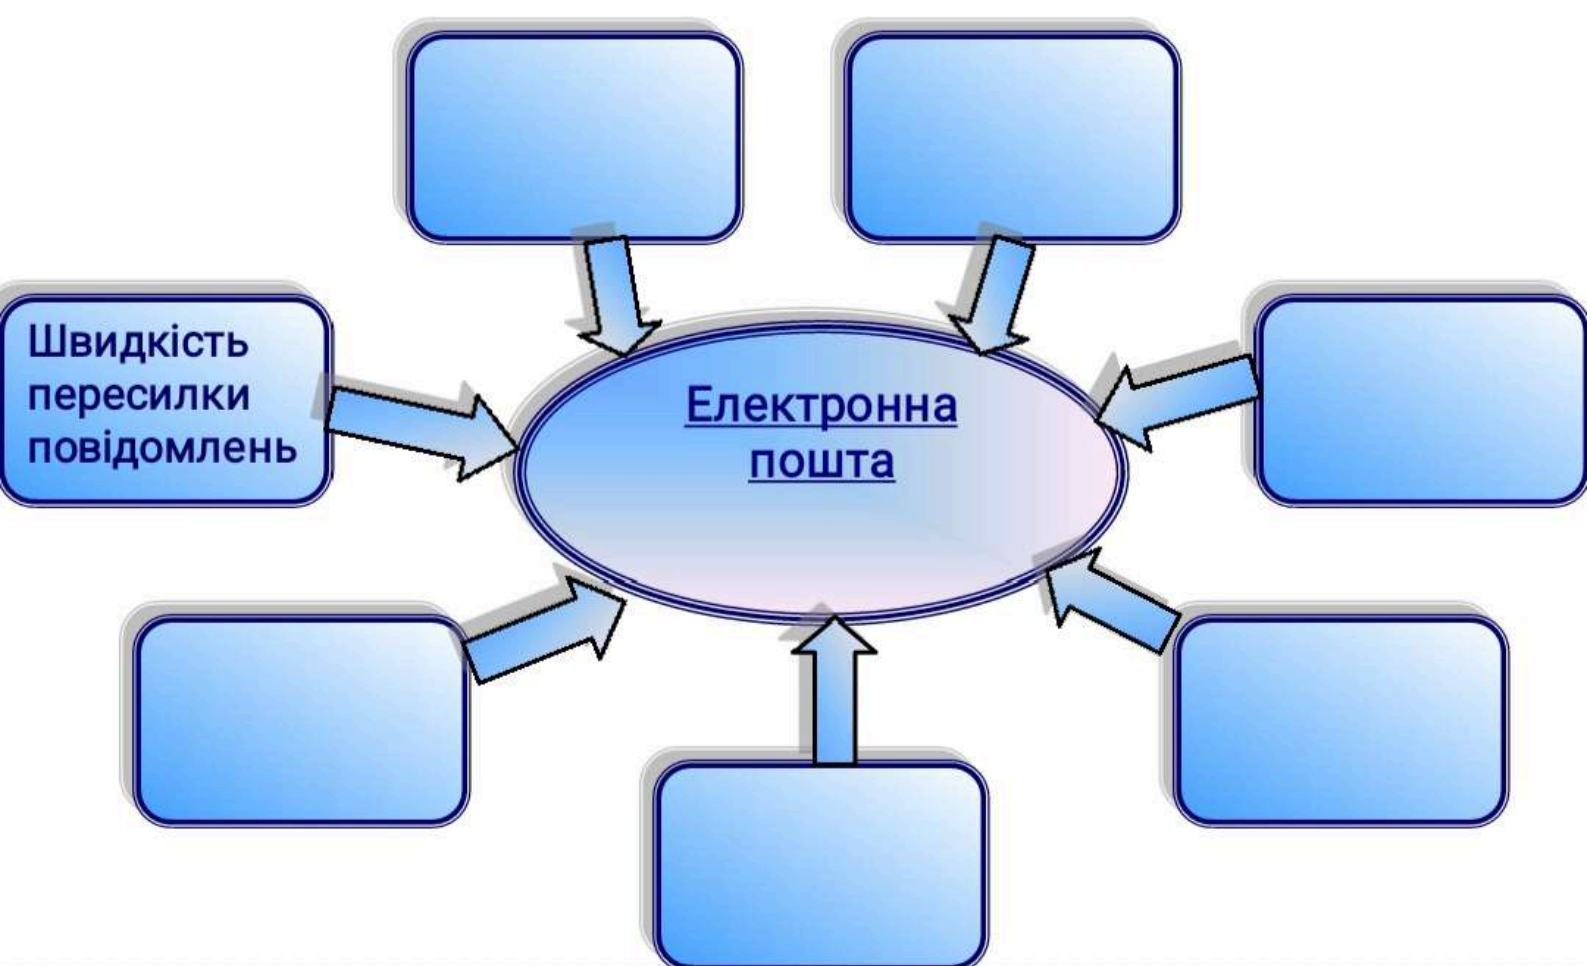 Швидкість
пересилки
повідомлень
Електронна
пошта